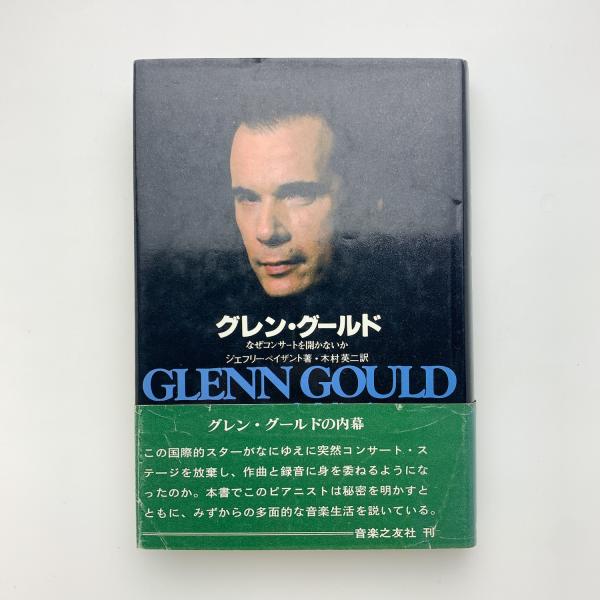 グレン・グールド
なぜコンサートを開かないか
ジェフリー・ペイザント著・木村英二訳
GLENN GOULD
グレン・グールドの内幕
この国際的スターがなにゆえに突然コンサート・ス
テージを放棄し、作曲と録音に身を委ねるようにな
ったのか。本書でこのピアニストは秘密を明かすと
ともに、みずからの多面的な音楽生活を説いている。
音楽之友社 刊